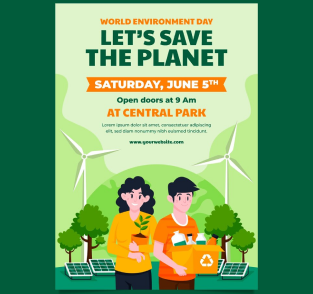 WORLD ENVIRONMENT DAY
LET'S SAVE
THE PLANET
SATURDAY, JUNE 5TH
Open doors at 9 Am
AT CENTRAL PARK
Lorem ipsum dolor sit amet, consectetuer adipiscing
elit, sed diam nonummy nibh euismod tincidunt.
www.yourwebsite.com